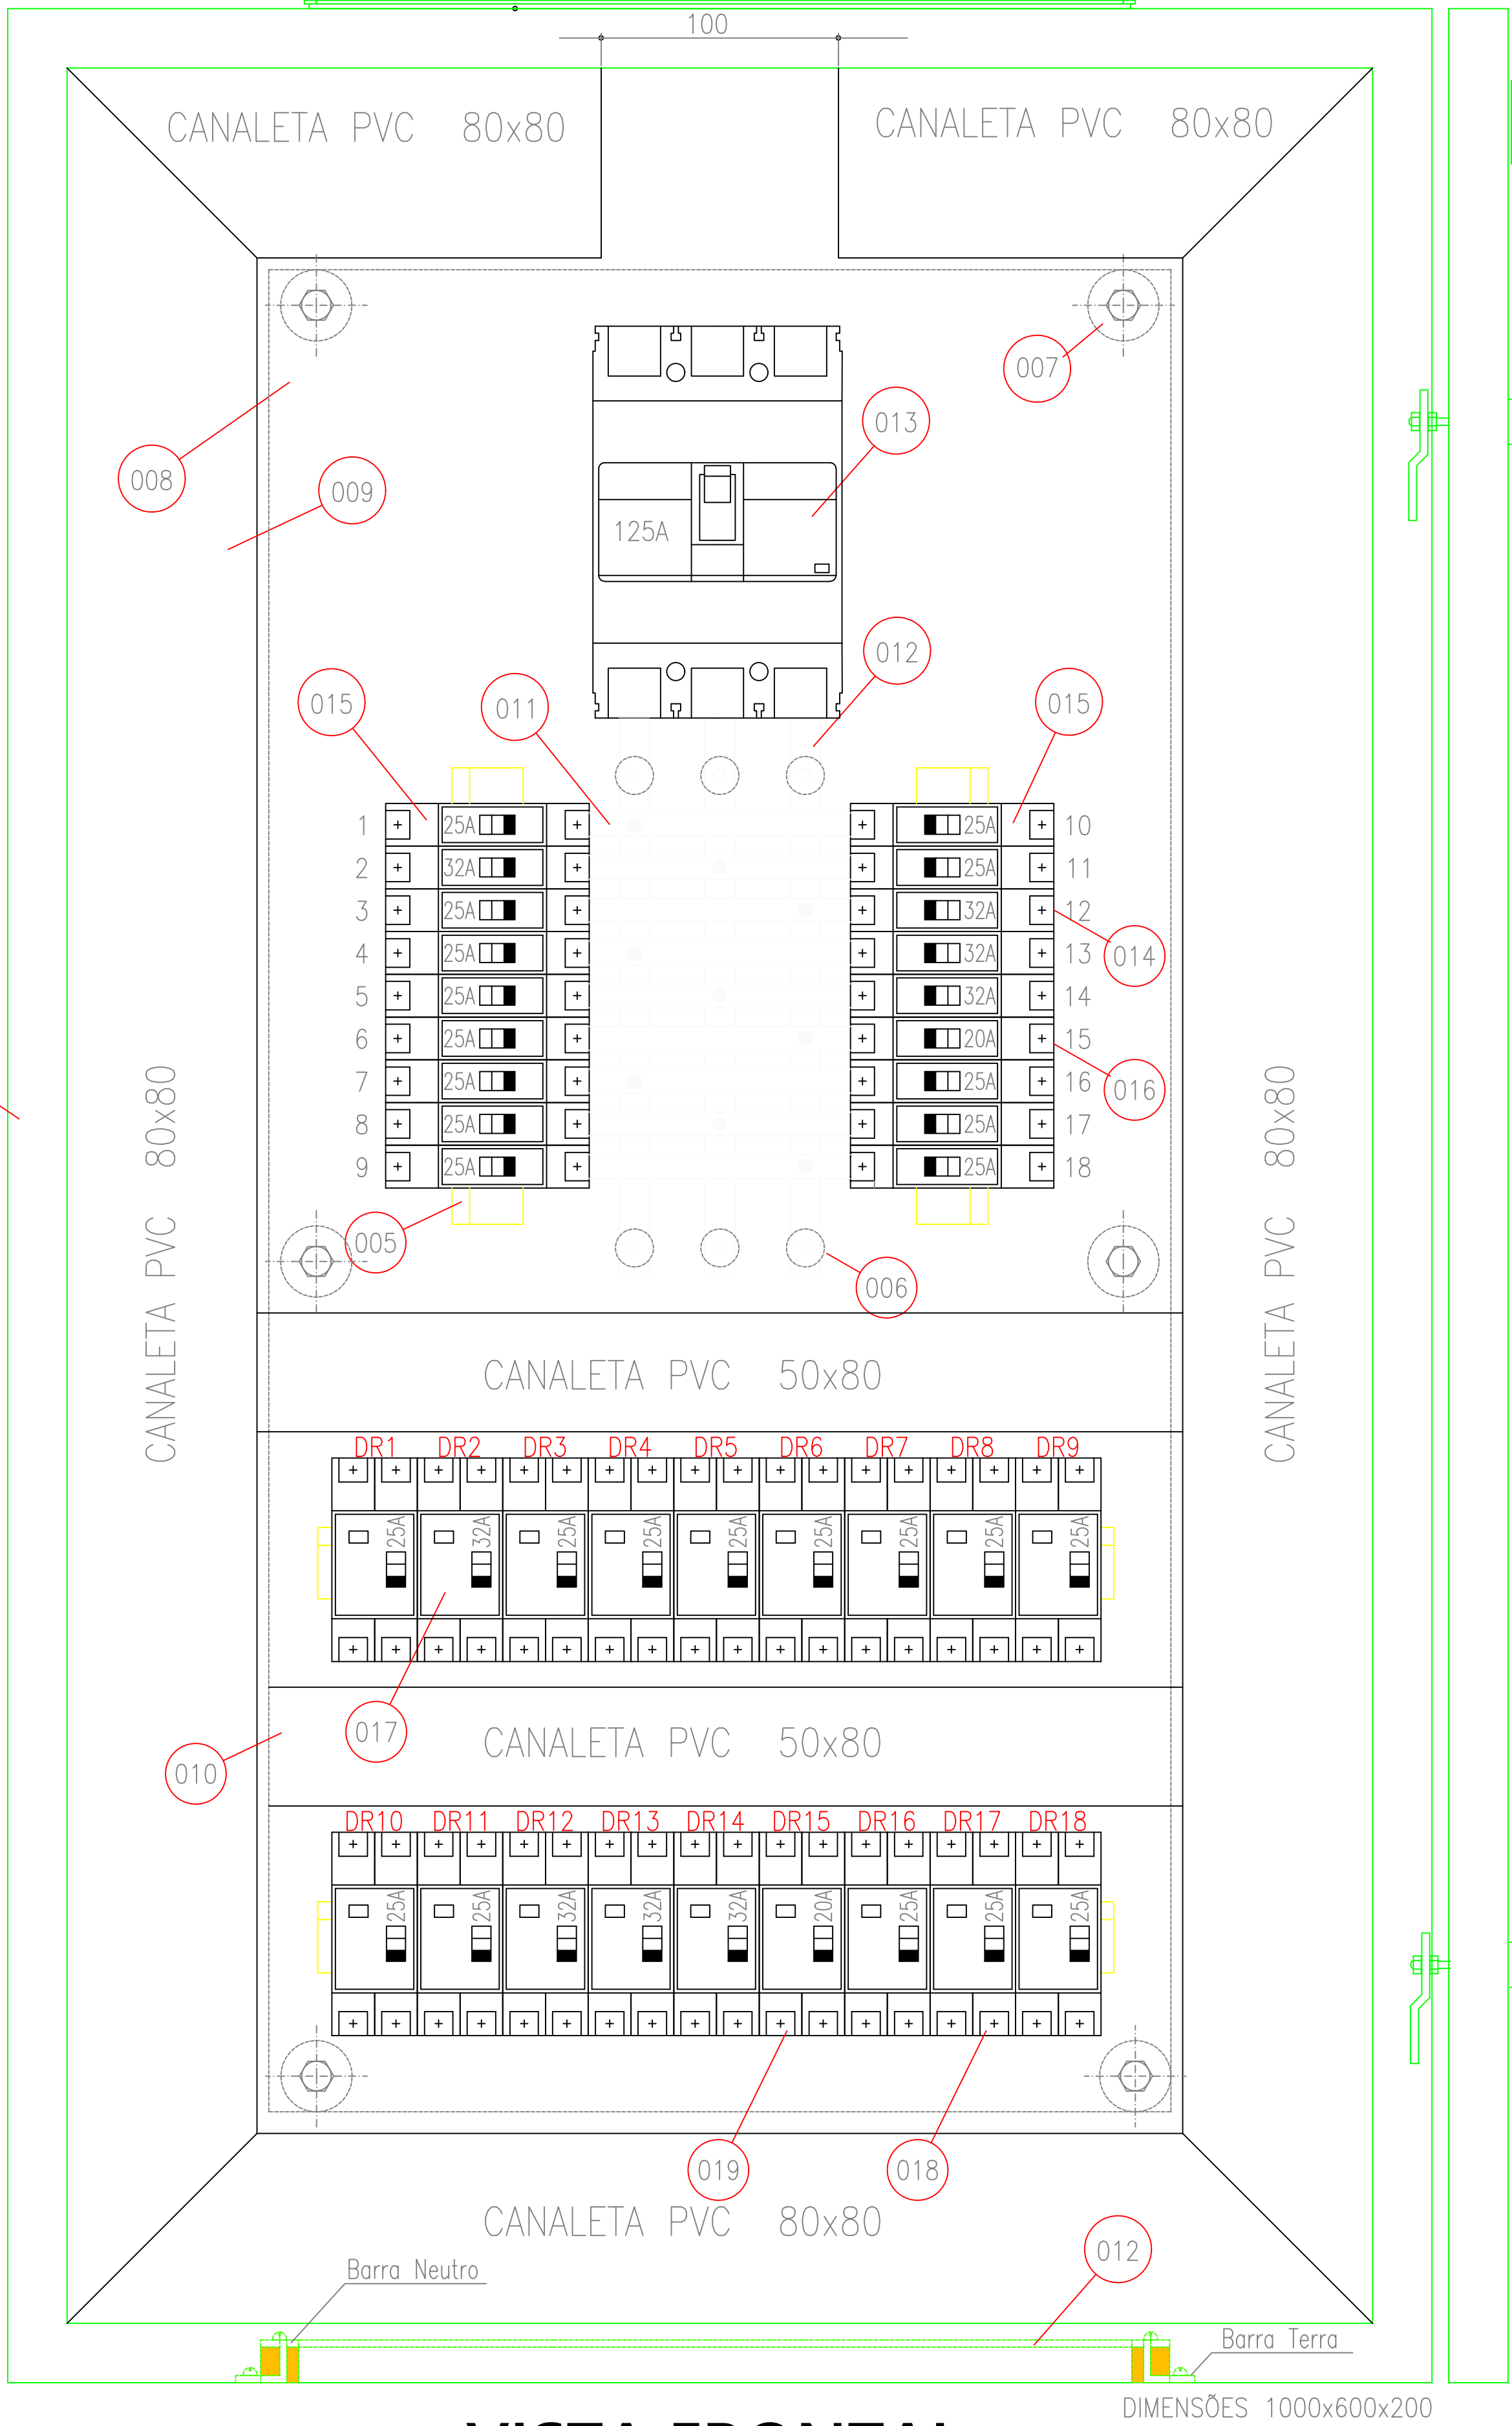 100
CANALETA PVC 80x80
CANALETA PVC 80x80
007
013
008
009
125A
012
015
011
015
1 25A
25A 10
2 32A
25A 11
3 25A
32A 12
4 25A
32A 13
014
5 25A
32A 14
6 25A
20A 15
7 25A
25A 16
016
8 25A
25A 17
9 25A
25A 18
CANALETA PVC 80x80
CANALETA PVC 80x80
005
006
CANALETA PVC 50x80
DR1 DR2 DR3 DR4 DR5 DR6 DR7 DR8 DR9
25A 32A 25A 25A 25A 25A 25A 25A 25A
017
CANALETA PVC 50x80
010
DR10 DR11 DR12 DR13 DR14 DR15 DR16 DR17 DR18
25A 25A 32A 32A 32A 20A 25A 25A 25A
019
018
CANALETA PVC 80x80
012
Barra Neutro
Barra Terra
DIMENSÕES 1000x600x200
VISTA FRONTAL